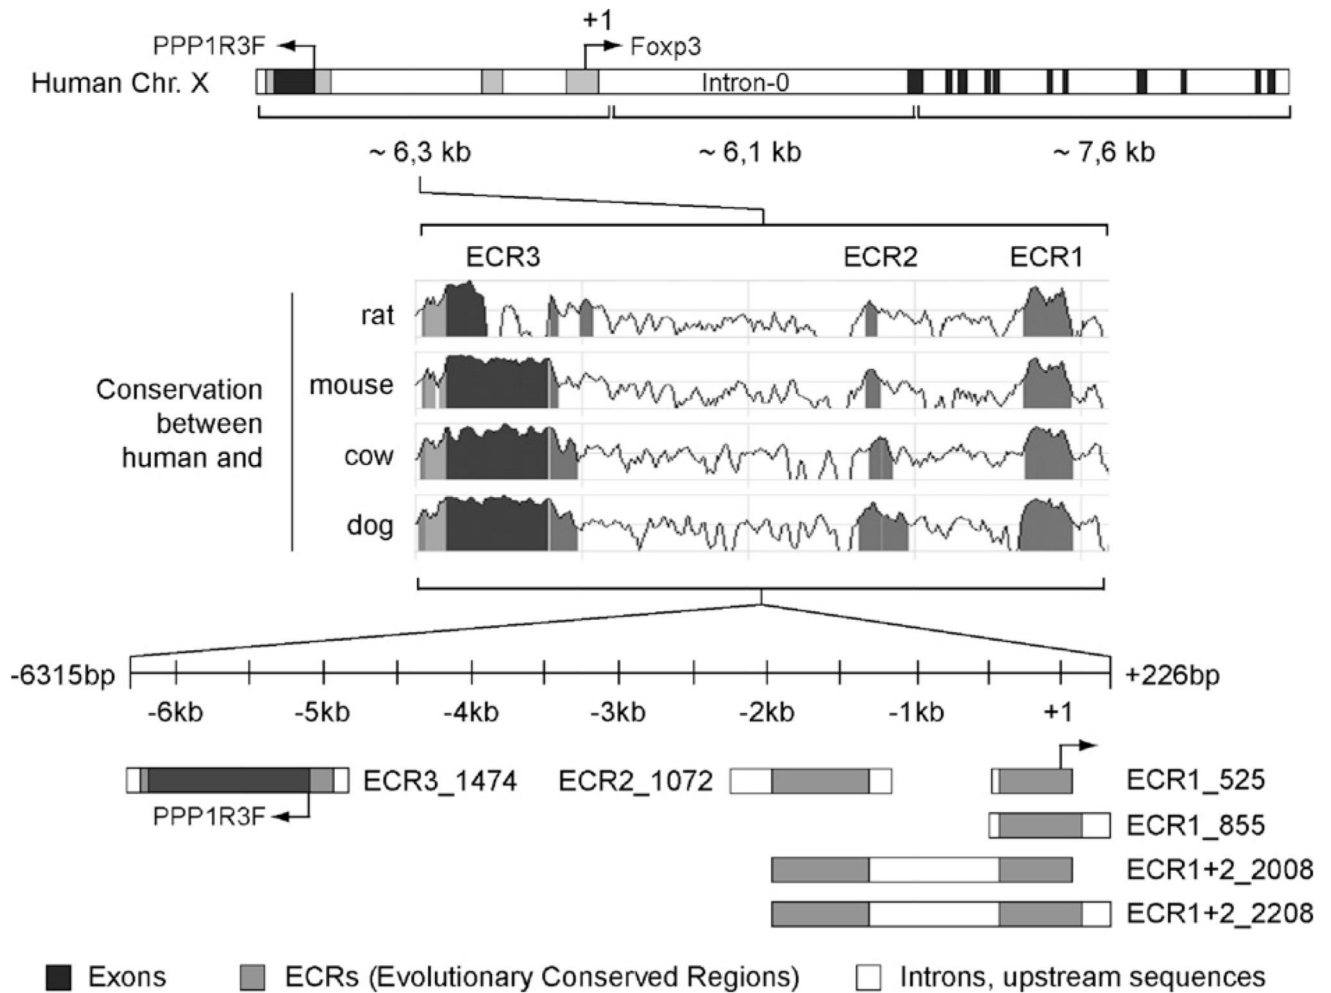 +1
PPP1R3F
Foxp3
Human Chr. X
Intron-0
~ 6,3 kb
~ 6,1 kb
~ 7,6 kb
ECR3
ECR2
ECR1
rat
mouse
cow
dog
Conservation
between
human and
-6315bp
+226bp
-6kb
-5kb
-4kb
-3kb
-2kb
-1kb
+1
ECR3_1474
ECR2_1072
ECR1_525
PPP1R3F
ECR1_855
ECR1+2_2008
ECR1+2_2208
Exons
ECRs (Evolutionary Conserved Regions)
Introns, upstream sequences